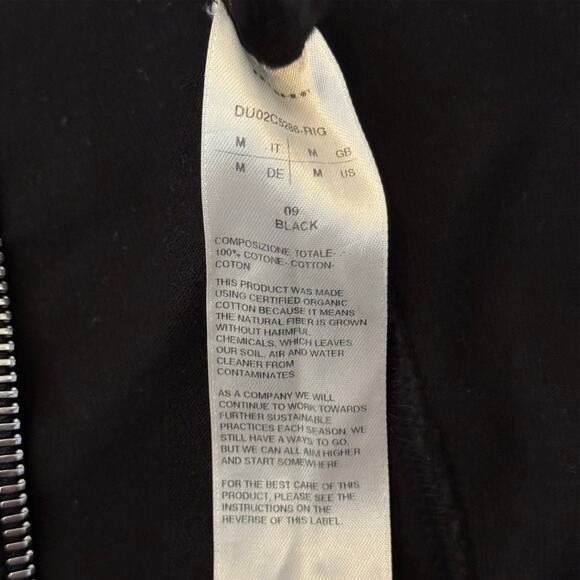 DU02C5286-RIG
M IT M GB
M DE M US
09
BLACK
COMPOSIZIONE TOTALE-
100% COTONE- COTTON-
COTON
THIS PRODUCT WAS MADE
USING CERTIFIED ORGANIC
COTTON BECAUSE IT MEANS
THE NATURAL FIBER IS GROWN
WITHOUT HARMFUL
CHEMICALS, WHICH LEAVES
OUR SOIL, AIR AND WATER
CLEANER FROM
CONTAMINATES.
AS A COMPANY WE WILL
CONTINUE TO WORK TOWARDS
FURTHER SUSTAINABLE
PRACTICES EACH SEASON. WE
STILL HAVE A WAYS TO GO.
BUT WE CAN ALL AIM HIGHER
AND START SOMEWHERE.
FOR THE BEST CARE OF THIS
PRODUCT, PLEASE SEE THE
INSTRUCTIONS ON THE
REVERSE OF THIS LABEL.